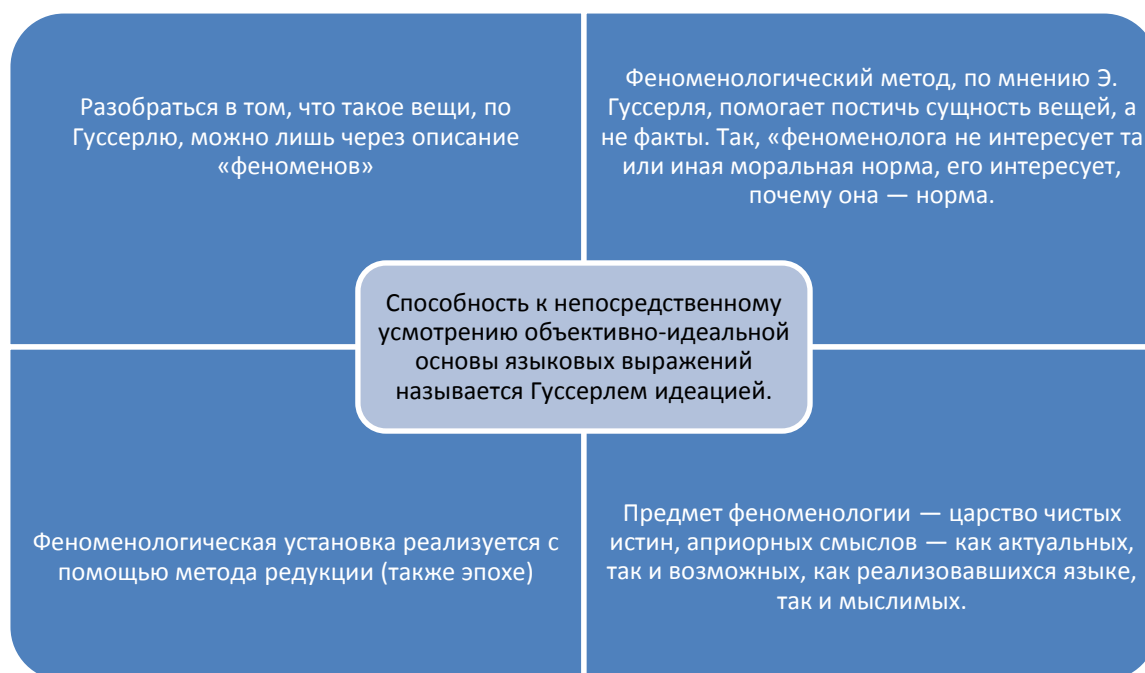 Разобраться в том, что такое вещи, по
Гуссерлю, можно лишь через описание
«феноменов»
Феноменологический метод, по мнению Э.
Гуссерля, помогает постичь сущность вещей, а
не факты. Так, «феноменолога не интересует та
или иная моральная норма, его интересует,
почему она — норма.
Способность к непосредственному
усмотрению объективно-идеальной
основы языковых выражений
называется Гуссерлем идеацией.
Феноменологическая установка реализуется с
помощью метода редукции (также эпохе)
Предмет феноменологии — царство чистых
истин, априорных смыслов — как актуальных,
так и возможных, как реализовавшихся языке,
так и мыслимых.